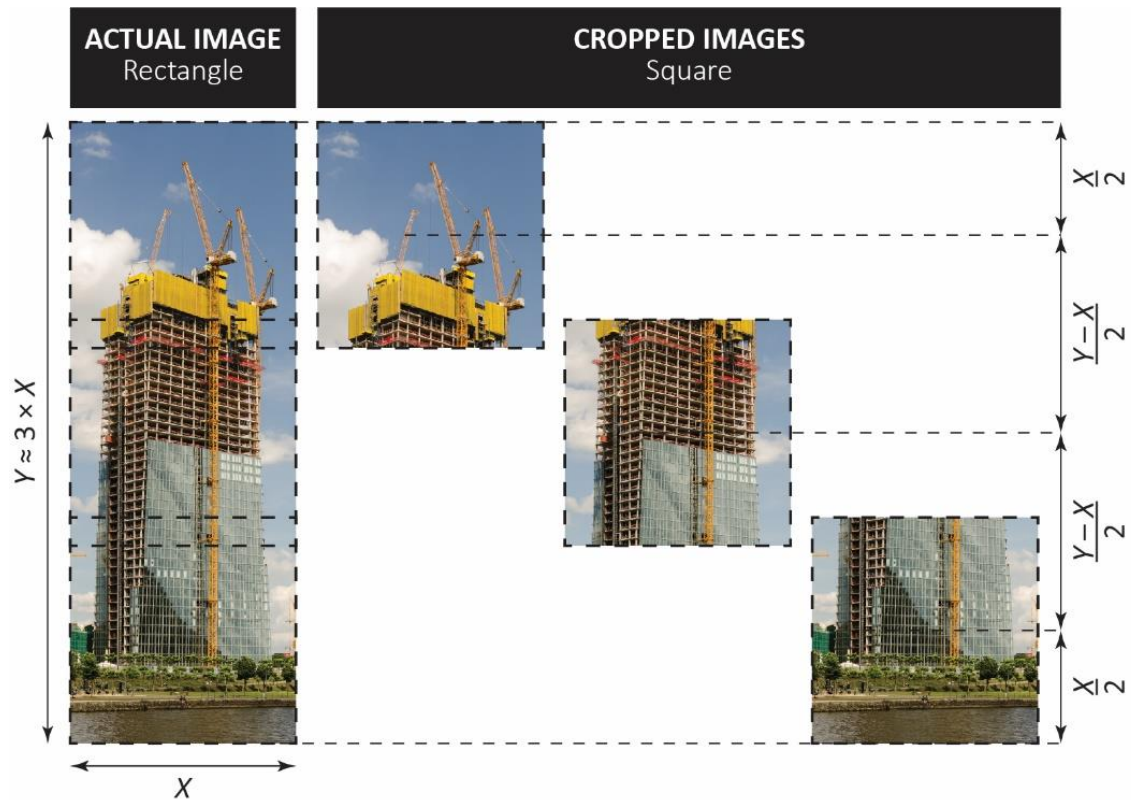 ACTUAL IMAGE
Rectangle
CROPPED IMAGES
Square
Y ≈ 3 × X
X
X
2
Y − X
2
Y − X
2
X
2